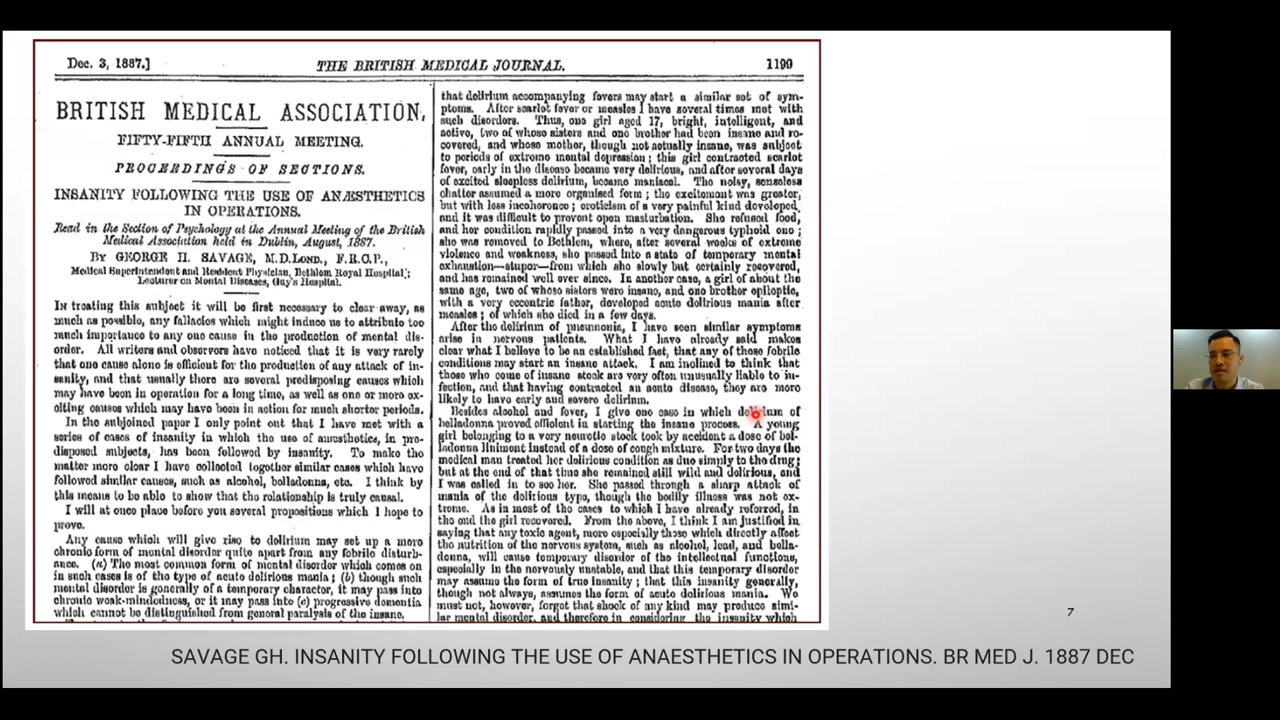 Dec. 3, 1887.]
THE BRITISH MEDICAL JOURNAL.
1199
BRITISH MEDICAL ASSOCIATION,
FIFTY-FIFTH ANNUAL MEETING.
PROCEEDINGS OF SECTIONS.
INSANITY FOLLOWING THE USE OF ANÆSTHETICS
IN OPERATIONS.
Read in the Section of Psychology at the Annual Meeting of the British
Medical Association held in Dublin, August, 1887.
BY GEORGE H. SAVAGE, M.D.LOND., F.R.C.P.,
Medical Superintendent and Resident Physician, Bethlem Royal Hospital;
Lecturer on Mental Diseases, Guy's Hospital.
IN treating this subject it will be first necessary to clear away, as
much as possible, any fallacies which might induce us to attribute too
much importance to any one cause in the production of mental dis-
order. All writers and observers have noticed that it is very rarely
that one cause alone is efficient for the production of any attack of in-
sanity, and that usually there are several predisposing causes which
may have been in operation for a long time, as well as one or more ex-
citing causes which may have been in action for much shorter periods.
In the subjoined paper I only point out that I have met with a
series of cases of insanity in which the use of anæsthetics, in pre-
disposed subjects, has been followed by insanity. To make the
matter more clear I have collected together similar cases which have
followed similar causes, such as alcohol, belladonna, etc. I think by
this means to be able to show that the relationship is truly causal.
I will at once place before you several propositions which I hope to
prove.
Any cause which will give rise to delirium may set up a more
chronic form of mental disorder quite apart from any febrile disturb-
ance. (a) The most common form of mental disorder which comes on
in such cases is of the type of acute delirious mania; (b) though such
mental disorder is generally of a temporary character, it may pass into
chronic weak-mindedness, or it may pass into (c) progressive dementia
which cannot be distinguished from general paralysis of the insane.
that delirium accompanying fevers may start a similar set of sym-
ptoms. After scarlet fever or measles I have several times met with
such disorders. Thus, one girl aged 17, bright, intelligent, and
active, two of whose sisters and one brother had been insane and re-
covered, and whose mother, though not actually insane, was subject
to periods of extreme mental depression; this girl contracted scarlet
fever, early in the disease became very delirious, and after several days
of excited sleepless delirium, became maniacal. The noisy, senseless
chatter assumed a more organised form; the excitement was greater,
but with less incoherence; eroticism of a very painful kind developed,
and it was difficult to prevent open masturbation. She refused food,
and her condition rapidly passed into a very dangerous typhoid one;
she was removed to Bethlem, where, after several weeks of extreme
violence and weakness, she passed into a state of temporary mental
exhaustion—stupor—from which she slowly but certainly recovered,
and has remained well over since. In another case, a girl of about the
same age, two of whose sisters were insane, and one brother epileptic,
with a very eccentric father, developed acute delirious mania after
measles; of which she died in a few days.
After the delirium of pneumonia, I have seen similar symptoms
arise in nervous patients. What I have already said makes
clear what I believe to be an established fact, that any of those febrile
conditions may start an insane attack. I am inclined to think that
those who come of insane stock are very often unusually liable to in-
fection, and that having contracted an acute disease, they are more
likely to have early and severe delirium.
Besides alcohol and fever, I give one case in which delirium of
belladonna proved efficient in starting the insane process. A young
girl belonging to a very neurotic stock took by accident a dose of bel-
ladonna liniment instead of a dose of cough mixture. For two days the
medical man treated her delirious condition as due simply to the drug;
but at the end of that time she remained still wild and delirious, and
I was called in to see her. She passed through a sharp attack of
mania of the delirious type, though the bodily illness was not ex-
treme. As in most of the cases to which I have already referred, in
the end the girl recovered. From the above, I think I am justified in
saying that any toxic agent, more especially those which directly affect
the nutrition of the nervous system, such as alcohol, lead, and bella-
donna, will cause temporary disorder of the intellectual functions,
especially in the nervously unstable, and that this temporary disorder
may assume the form of true insanity; that this insanity generally,
though not always, assumes the form of acute delirious mania. We
must not, however, forget that shock of any kind may produce simi-
lar mental disorder, and therefore in considering the insanity which
7
SAVAGE GH. INSANITY FOLLOWING THE USE OF ANAESTHETICS IN OPERATIONS. BR MED J. 1887 DEC